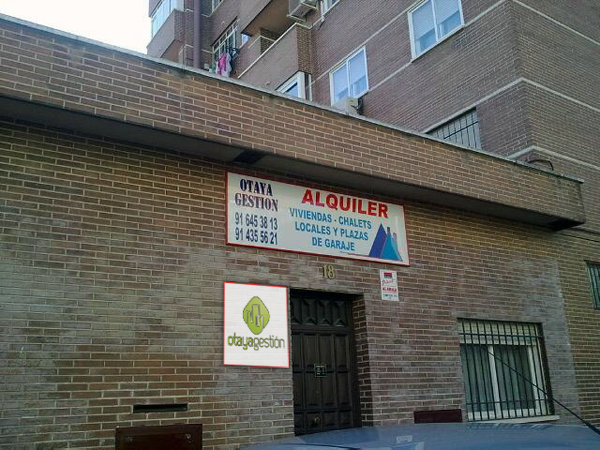 OTAYA
GESTION
91 645 38 13
91 435 56 21
ALQUILER
VIVIENDAS - CHALETS
LOCALES Y PLAZAS
DE GARAJE
18
otayagestión